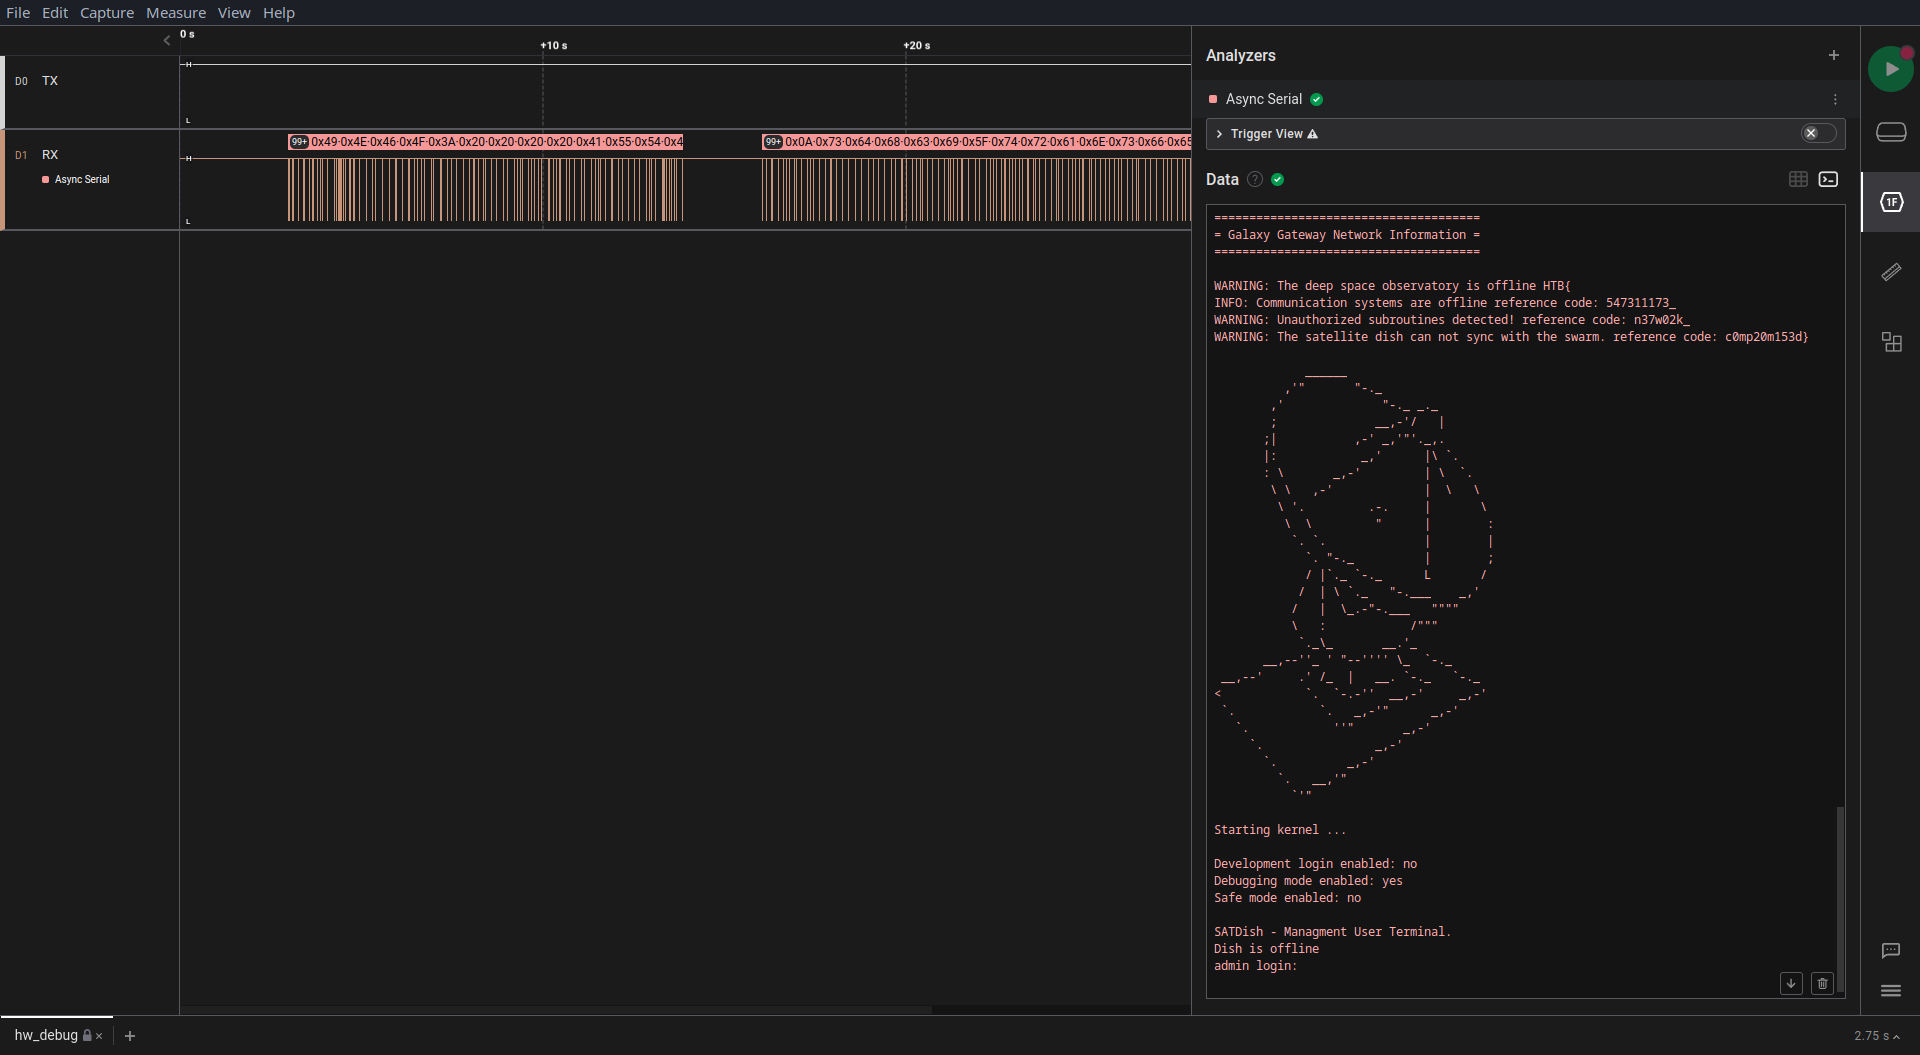 File Edit Capture Measure View Help
0 s
+10 s
+20 s
D0 TX
H
L
D1 RX
Async Serial
H
L
99+ 0x49·0x4E·0x46·0x4F·0x3A·0x20·0x20·0x20·0x20·0x41·0x55·0x54·0x4
99+ 0x0A·0x73·0x64·0x68·0x63·0x69·0x5F·0x74·0x72·0x61·0x6E·0x73·0x66·0x65
Analyzers
Async Serial
Trigger View
Data
1F
======================================
= Galaxy Gateway Network Information =
======================================
WARNING: The deep space observatory is offline HTB{
INFO: Communication systems are offline reference code: 547311173_
WARNING: Unauthorized subroutines detected! reference code: n37w02k_
WARNING: The satellite dish can not sync with the swarm. reference code: c0mp20m153d}
Starting kernel ...
Development login enabled: no
Debugging mode enabled: yes
Safe mode enabled: no
SATDish - Managment User Terminal.
Dish is offline
admin login:
hw_debug
2.75 s